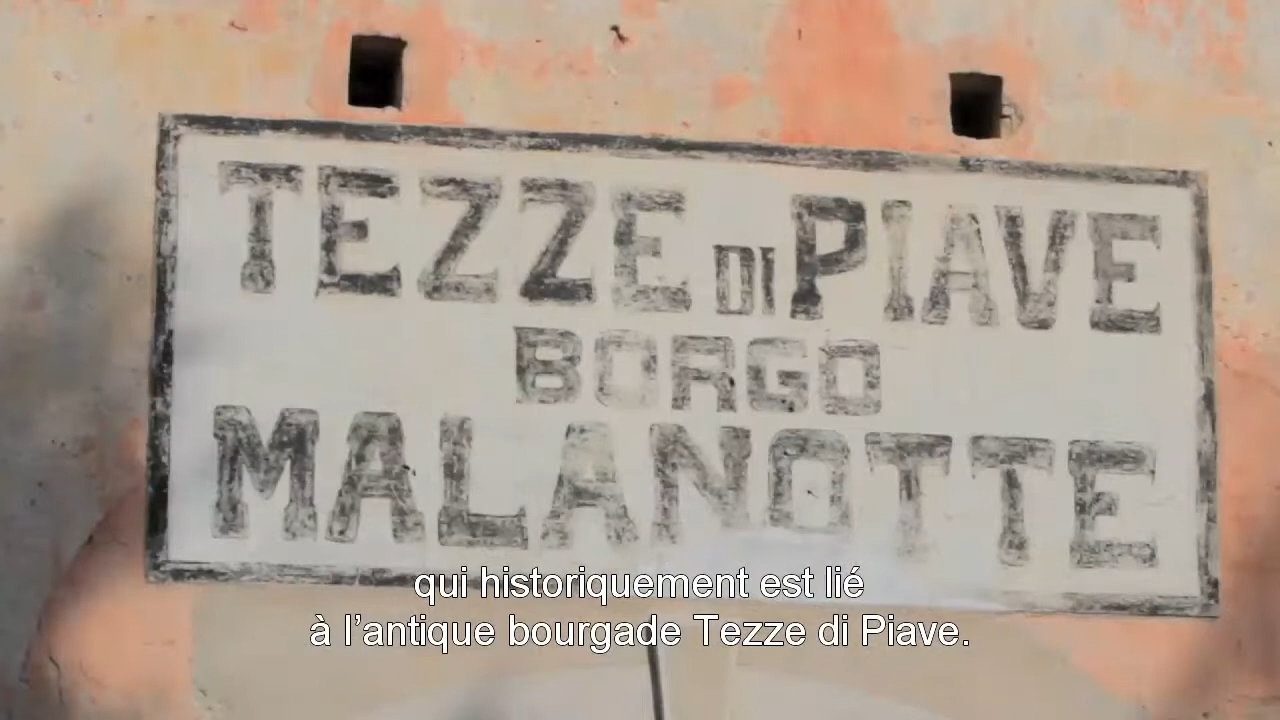 TEZZE DI PIAVE
BORGO
MALANOTTE
qui historiquement est lié
à l'antique bourgade Tezze di Piave.